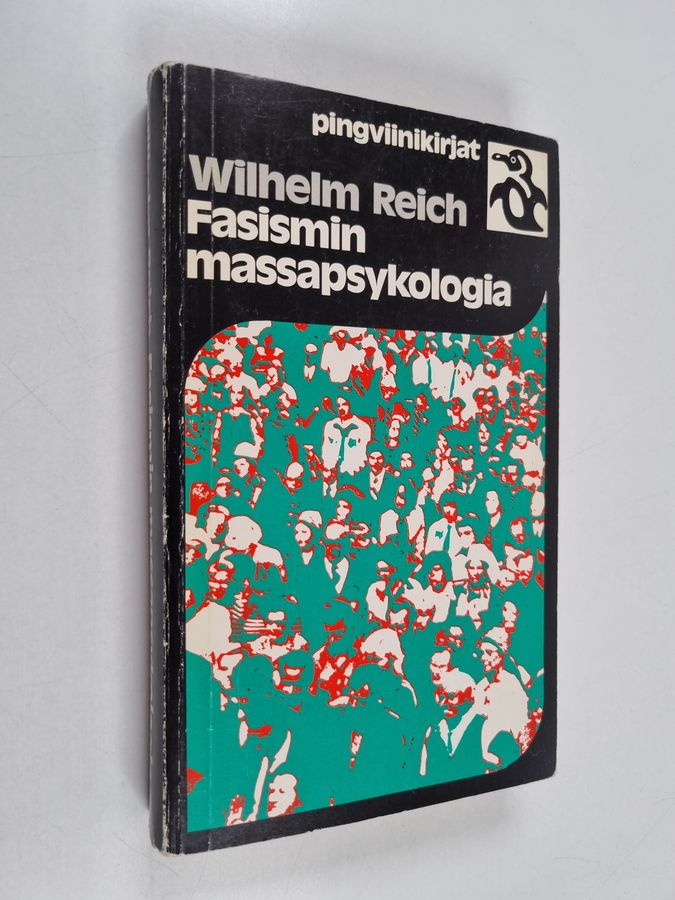 pingviinikirjat
Wilhelm Reich
Fasismin
massapsykologia